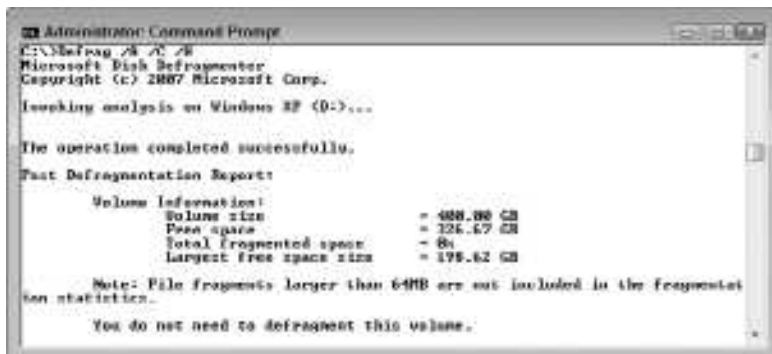 Administrator: Command Prompt
C:\>Defrag /A /C /H
Microsoft Disk Defragmenter
Copyright (c) 2007 Microsoft Corp.
Invoking analysis on Windows XP (D:)...
The operation completed successfully.
Post Defragmentation Report:
Volume Information:
Volume size = 400.00 GB
Free space = 326.67 GB
Total fragmented space = 0%
Largest free space size = 198.62 GB
Note: File fragments larger than 64MB are not included in the fragmentat
ion statistics.
You do not need to defragment this volume.